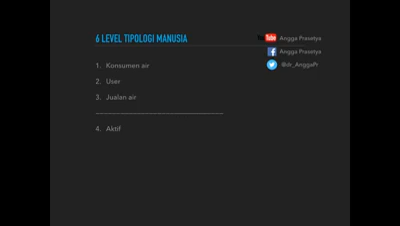 6 LEVEL TIPOLOGI MANUSIA
YouTube Angga Prasetya
Angga Prasetya
@dr_AnggaPr
1. Konsumen air
2. User
3. Jualan air
----------------------------------------------------
4. Aktif